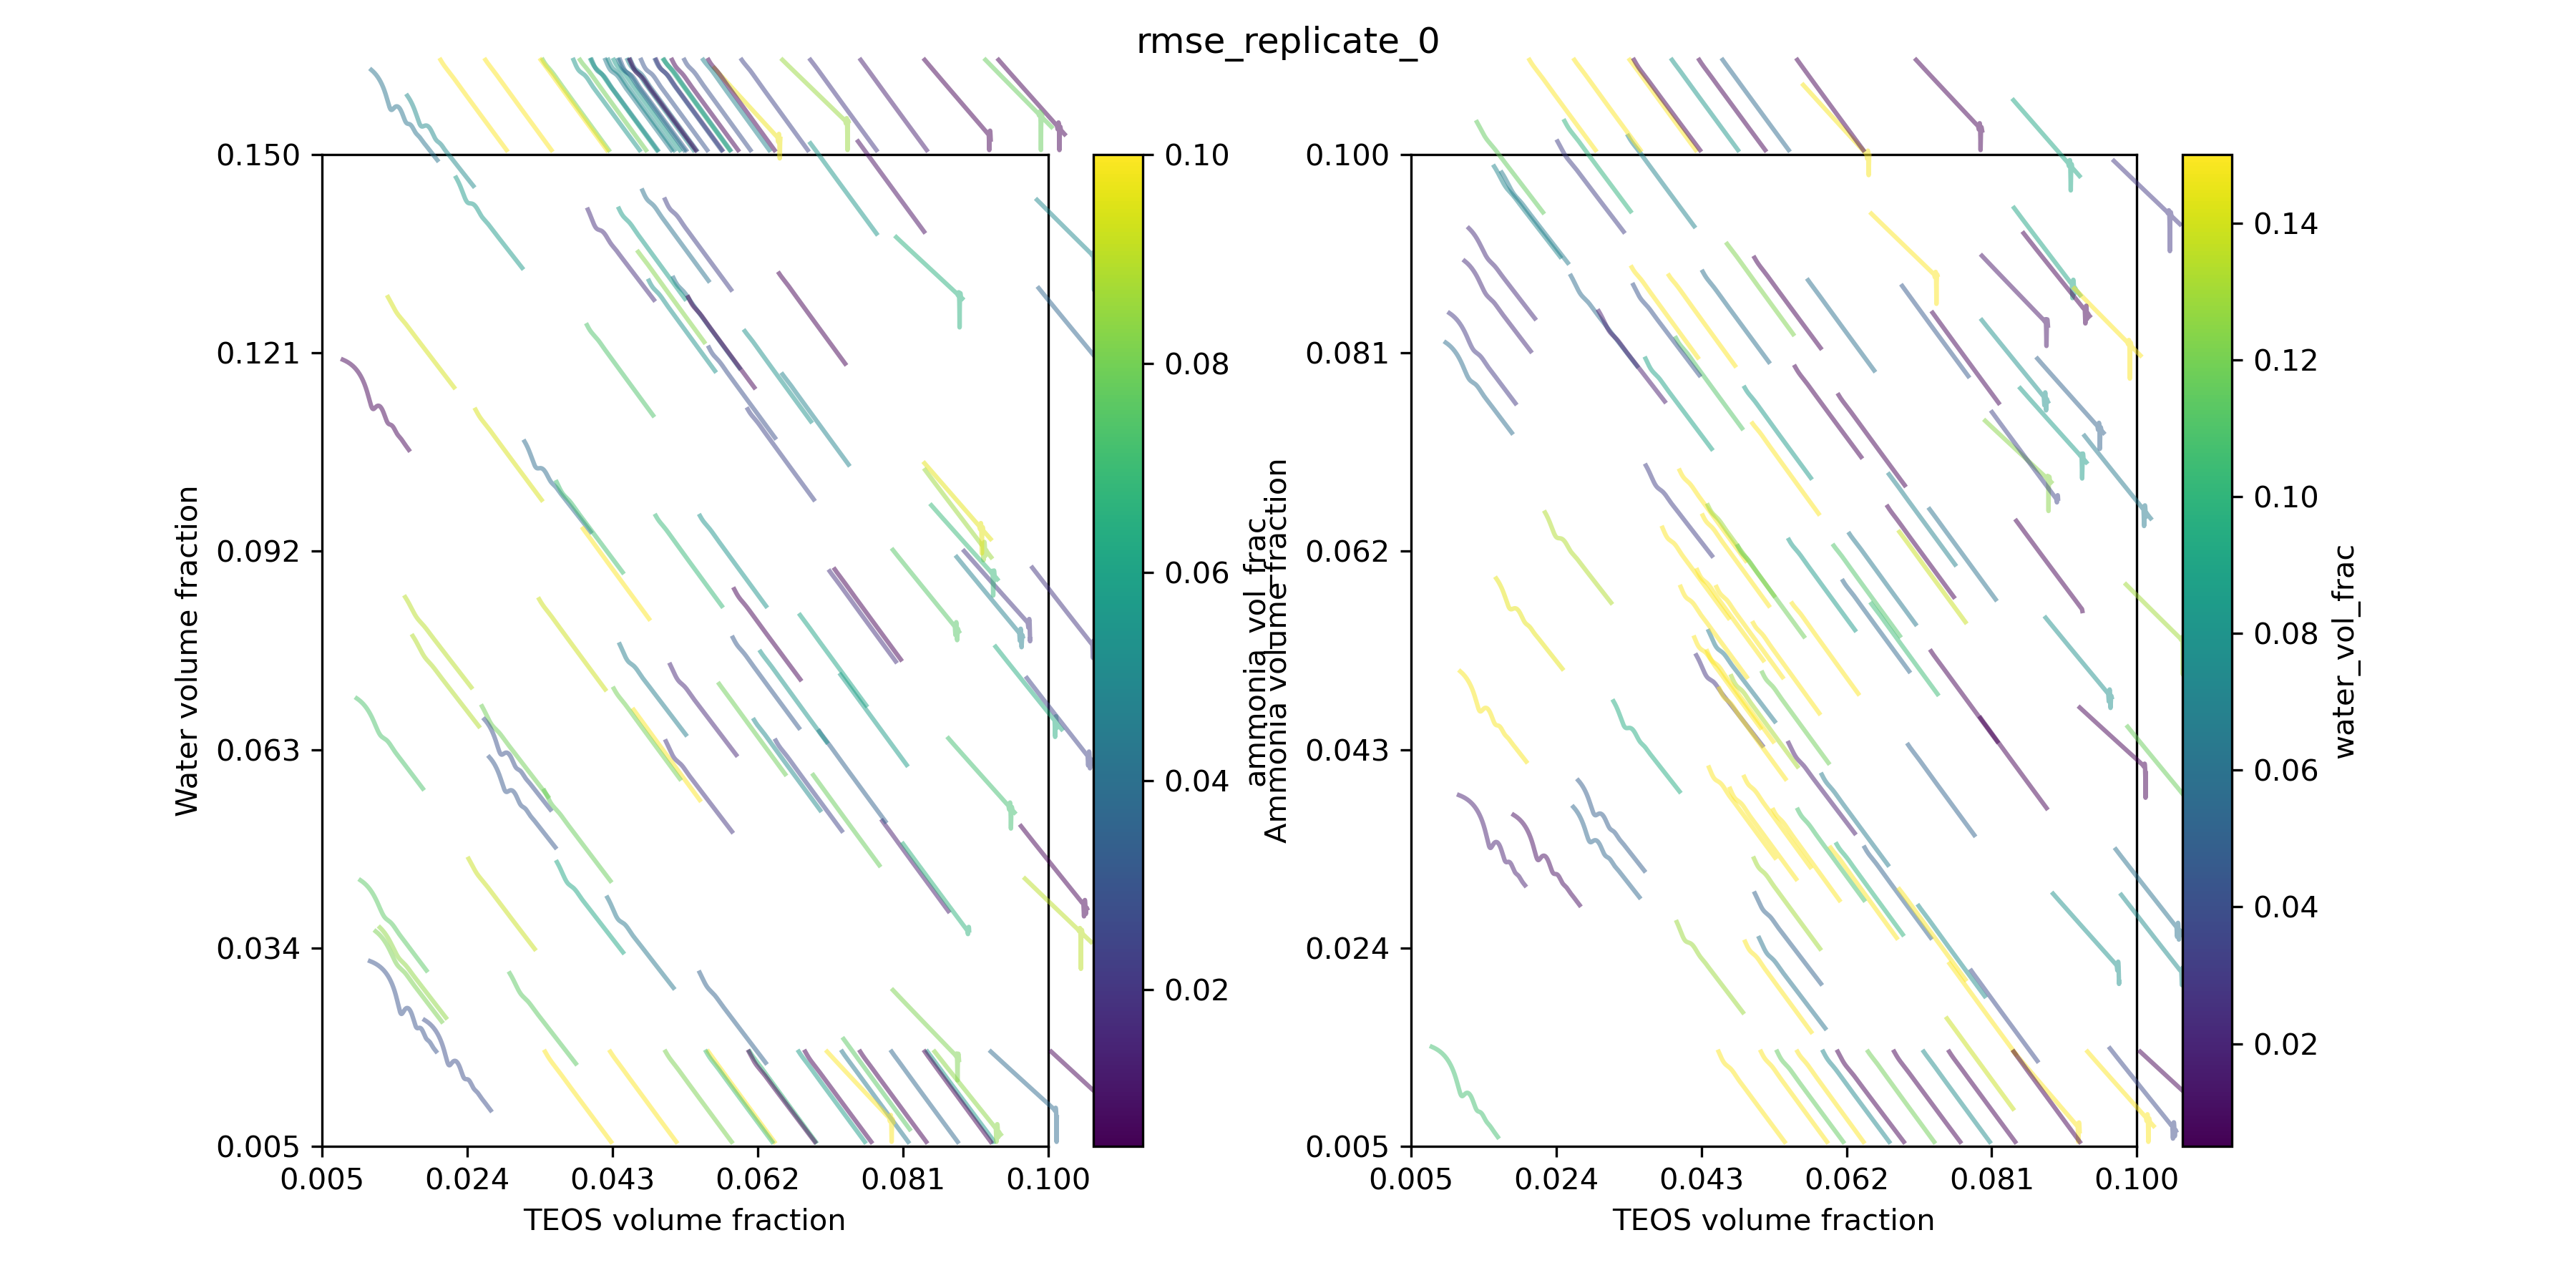 rmse_replicate_0
0.150
0.121
0.092
0.063
0.034
0.005
Water volume fraction
0.005 0.024 0.043 0.062 0.081 0.100
TEOS volume fraction
0.10
0.08
0.06
0.04
0.02
ammonia_vol_frac
Ammonia volume fraction
0.100
0.081
0.062
0.043
0.024
0.005
0.005 0.024 0.043 0.062 0.081 0.100
TEOS volume fraction
0.14
0.12
0.10
0.08
0.06
0.04
0.02
water_vol_frac